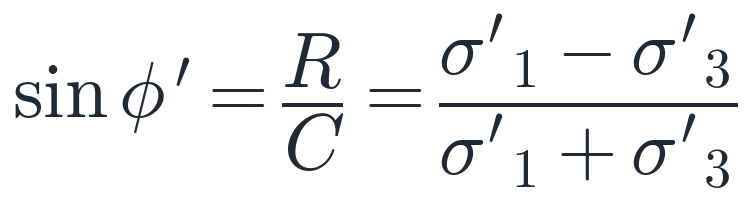 sin ϕ′ = R/C = (σ′₁ − σ′₃)/(σ′₁ + σ′₃)